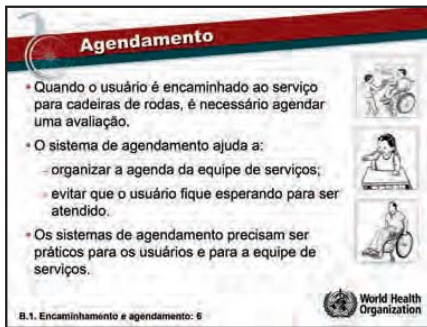 Agendamento
• Quando o usuário é encaminhado ao serviço
para cadeiras de rodas, é necessário agendar
uma avaliação.
• O sistema de agendamento ajuda a:
- organizar a agenda da equipe de serviços;
- evitar que o usuário fique esperando para ser
atendido.
• Os sistemas de agendamento precisam ser
práticos para os usuários e para a equipe de
serviços.
B.1. Encaminhamento e agendamento: 6
World Health
Organization